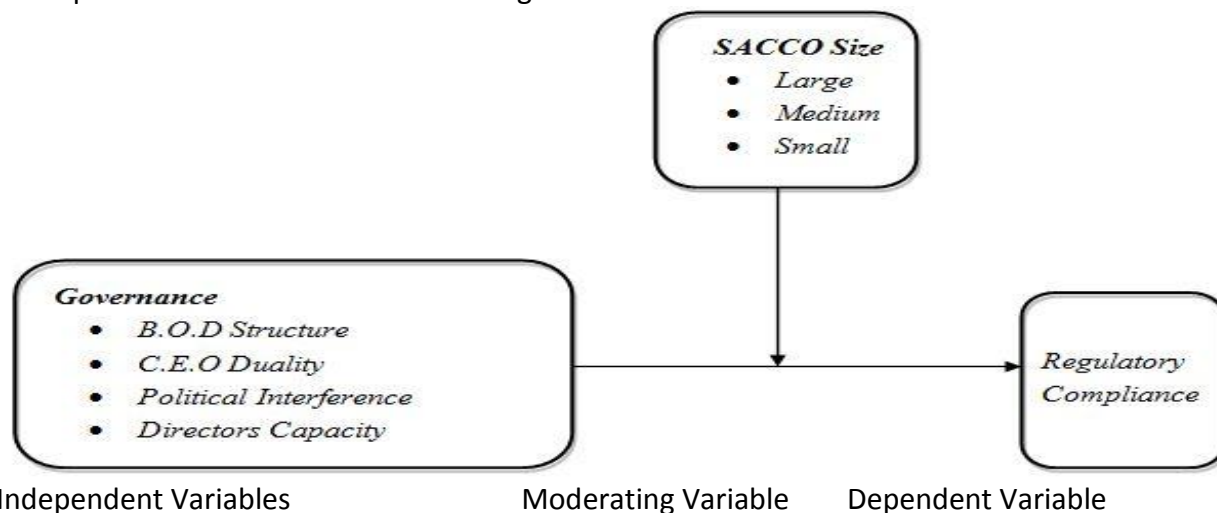 SACCO Size
• Large
• Medium
• Small
Governance
• B.O.D Structure
• C.E.O Duality
• Political Interference
• Directors Capacity
Regulatory
Compliance
Independent Variables Moderating Variable Dependent Variable